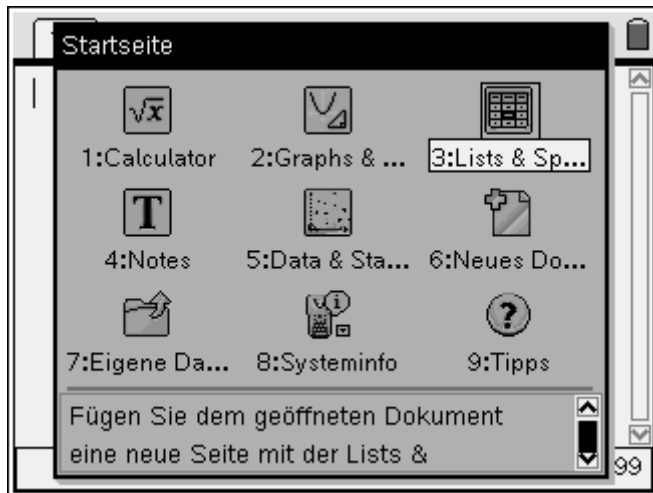 Startseite
√x
1:Calculator 2:Graphs & ... 3:Lists & Sp...
T
4:Notes 5:Data & Sta... 6:Neues Do...
7:Eigene Da... 8:Systeminfo 9:Tipps
Fügen Sie dem geöffneten Dokument
eine neue Seite mit der Lists &
99